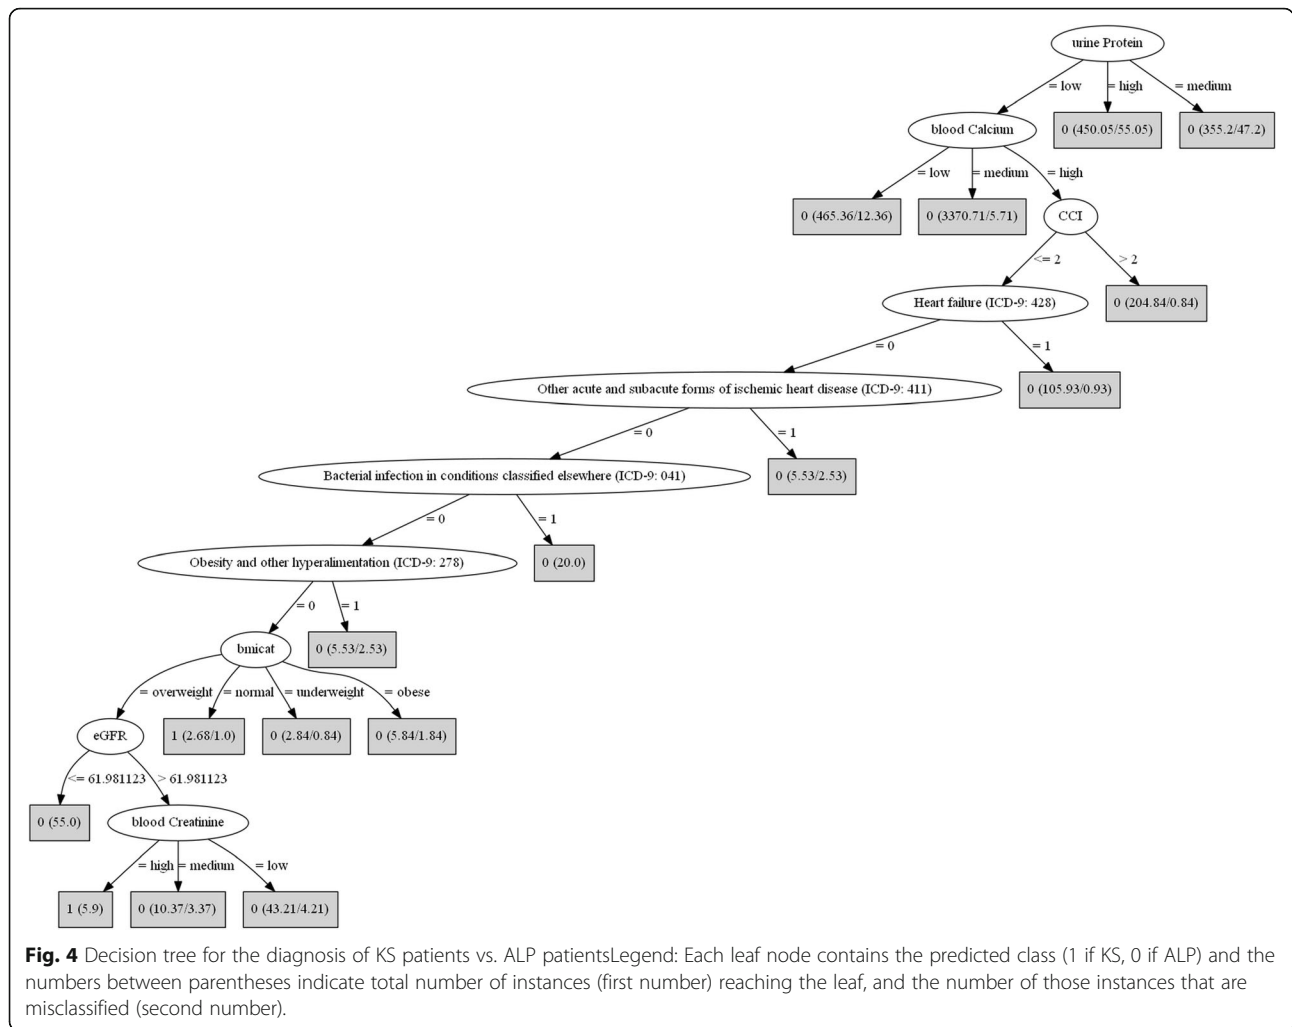 urine Protein
= low
= high
= medium
blood Calcium
0 (450.05/55.05)
0 (355.2/47.2)
= low
= medium
= high
0 (465.36/12.36)
0 (3370.71/5.71)
CCI
<= 2
> 2
Heart failure (ICD-9: 428)
0 (204.84/0.84)
= 0
= 1
Other acute and subacute forms of ischemic heart disease (ICD-9: 411)
0 (105.93/0.93)
= 0
= 1
Bacterial infection in conditions classified elsewhere (ICD-9: 041)
0 (5.53/2.53)
= 0
= 1
Obesity and other hyperalimentation (ICD-9: 278)
0 (20.0)
= 0
= 1
bmicat
0 (5.53/2.53)
= overweight
= normal
= underweight
= obese
eGFR
1 (2.68/1.0)
0 (2.84/0.84)
0 (5.84/1.84)
<= 61.981123
> 61.981123
0 (55.0)
blood Creatinine
= high
= medium
= low
1 (5.9)
0 (10.37/3.37)
0 (43.21/4.21)
Fig. 4 Decision tree for the diagnosis of KS patients vs. ALP patientsLegend: Each leaf node contains the predicted class (1 if KS, 0 if ALP) and the
numbers between parentheses indicate total number of instances (first number) reaching the leaf, and the number of those instances that are
misclassified (second number).